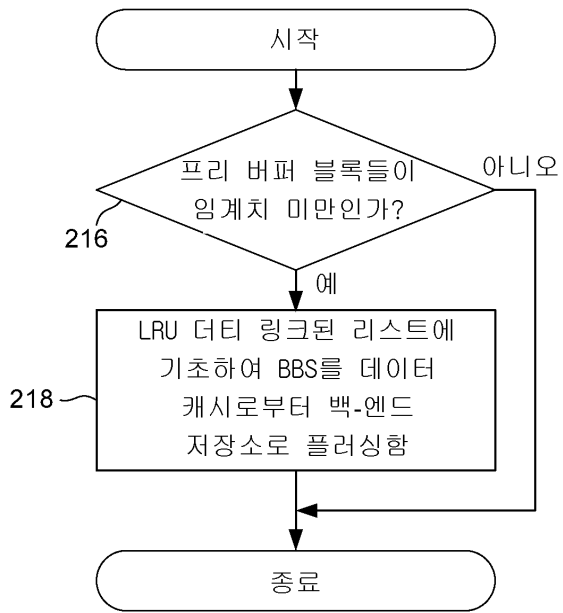 시작
프리 버퍼 블록들이
임계치 미만인가?
아니오
216
예
LRU 더티 링크된 리스트에
기초하여 BBS를 데이터
캐시로부터 백-엔드
저장소로 플러싱함
218
종료